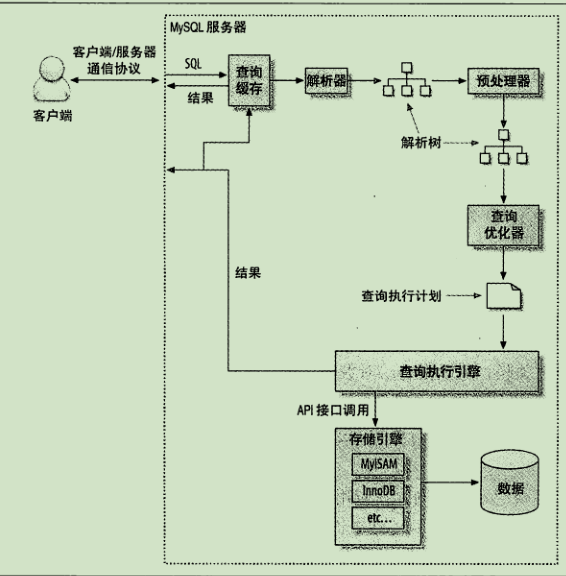 MySQL 服务器
客户端/服务器
通信协议
客户端
SQL
结果
查询
缓存
解析器
预处理器
解析树
查询
优化器
结果
查询执行计划
查询执行引擎
API 接口调用
存储引擎
MyISAM
InnoDB
etc...
数据